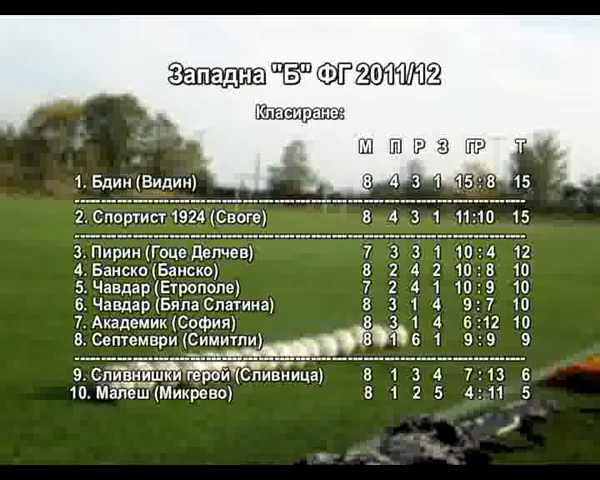 Западна "Б" ФГ 2011/12
Класиране:
М П Р З ГР Т
1. Бдин (Видин) 8 4 3 1 15:8 15
2. Спортист 1924 (Своге) 8 4 3 1 11:10 15
3. Пирин (Гоце Делчев) 7 3 3 1 10:4 12
4. Банско (Банско) 8 2 4 2 10:8 10
5. Чавдар (Етрополе) 7 2 4 1 10:9 10
6. Чавдар (Бяла Слатина) 8 3 1 4 9:7 10
7. Академик (София) 8 3 1 4 6:12 10
8. Септември (Симитли) 8 1 6 1 9:9 9
9. Сливнишки герой (Сливница) 8 1 3 4 7:13 6
10. Малеш (Микрево) 8 1 2 5 4:11 5